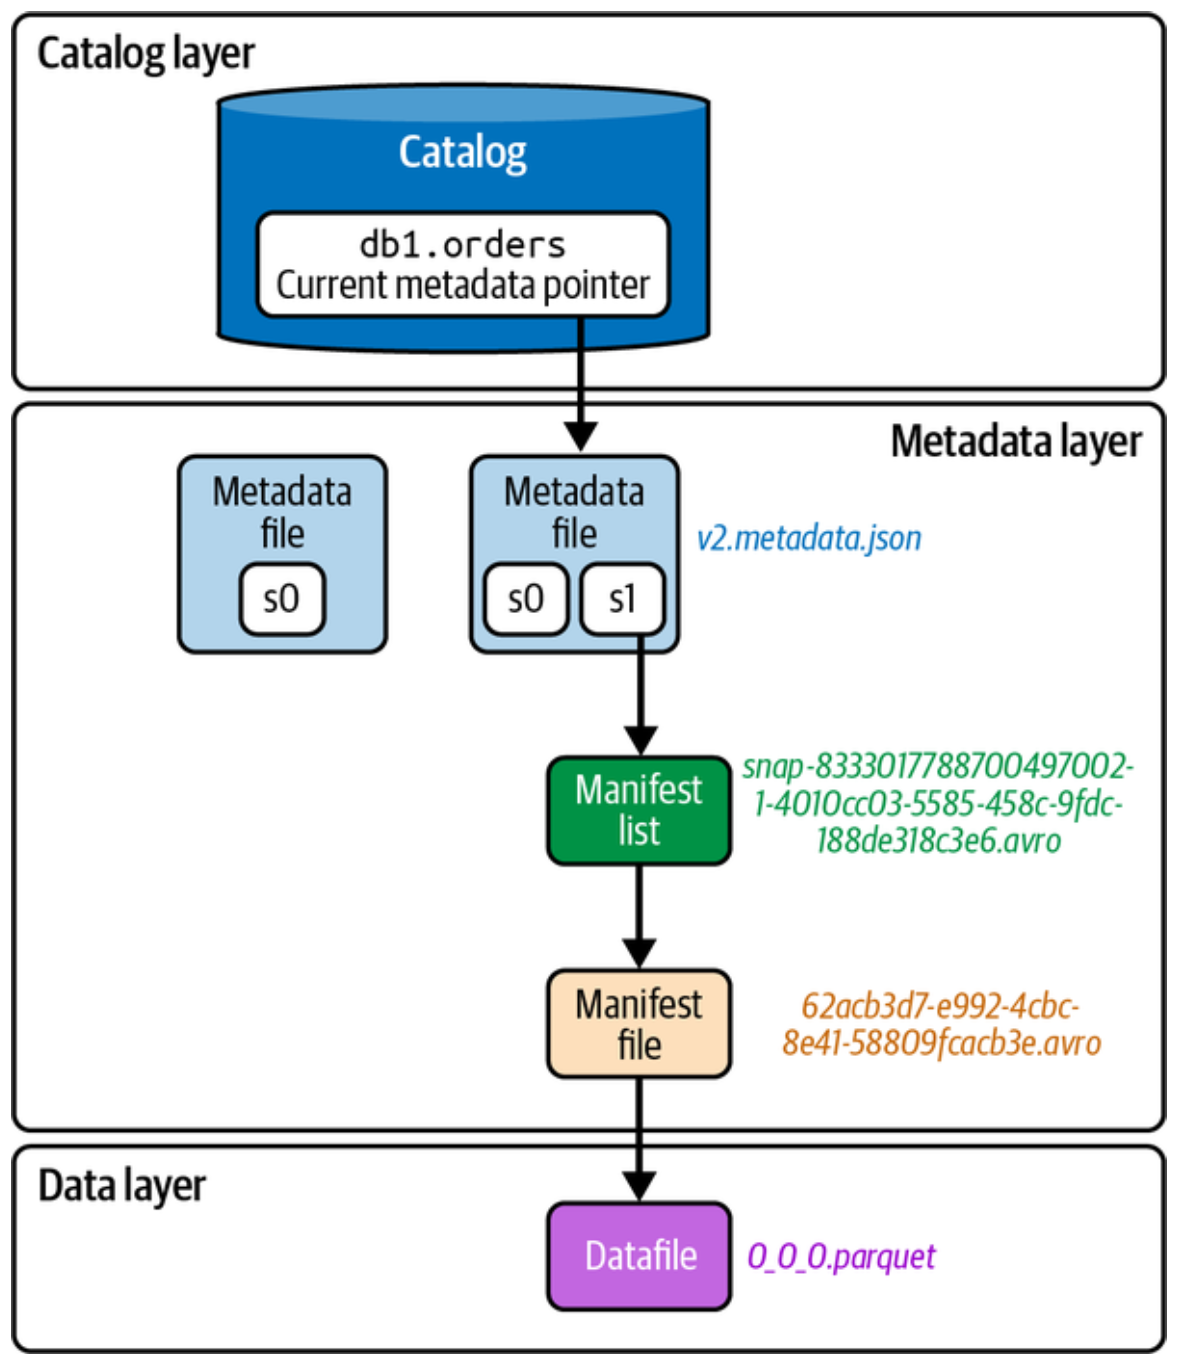 Catalog layer
Catalog
db1.orders
Current metadata pointer
Metadata layer
Metadata
file
s0
Metadata
file
s0
s1
v2.metadata.json
Manifest
list
snap-8333017788700497002-
1-4010cc03-5585-458c-9fdc-
188de318c3e6.avro
Manifest
file
62acb3d7-e992-4cbc-
8e41-58809fcacb3e.avro
Data layer
Datafile
0_0_0.parquet